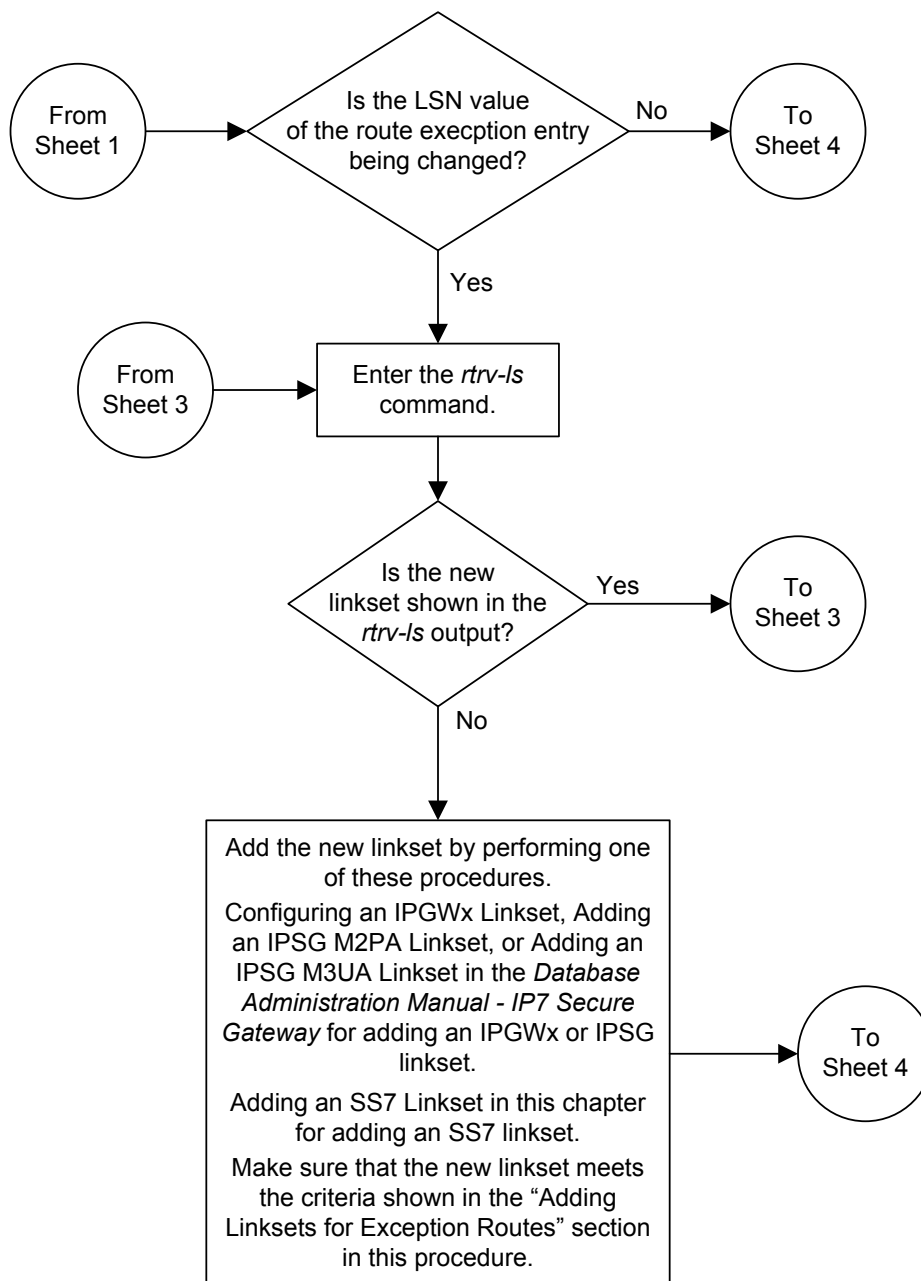 From
Sheet 1
Is the LSN value
of the route execption entry
being changed?
No
To
Sheet 4
Yes
From
Sheet 3
Enter the rtrv-ls
command.
Is the new
linkset shown in the
rtrv-ls output?
Yes
To
Sheet 3
No
Add the new linkset by performing one
of these procedures.
Configuring an IPGWx Linkset, Adding
an IPSG M2PA Linkset, or Adding an
IPSG M3UA Linkset in the Database
Administration Manual - IP7 Secure
Gateway for adding an IPGWx or IPSG
linkset.
Adding an SS7 Linkset in this chapter
for adding an SS7 linkset.
Make sure that the new linkset meets
the criteria shown in the “Adding
Linksets for Exception Routes” section
in this procedure.
To
Sheet 4